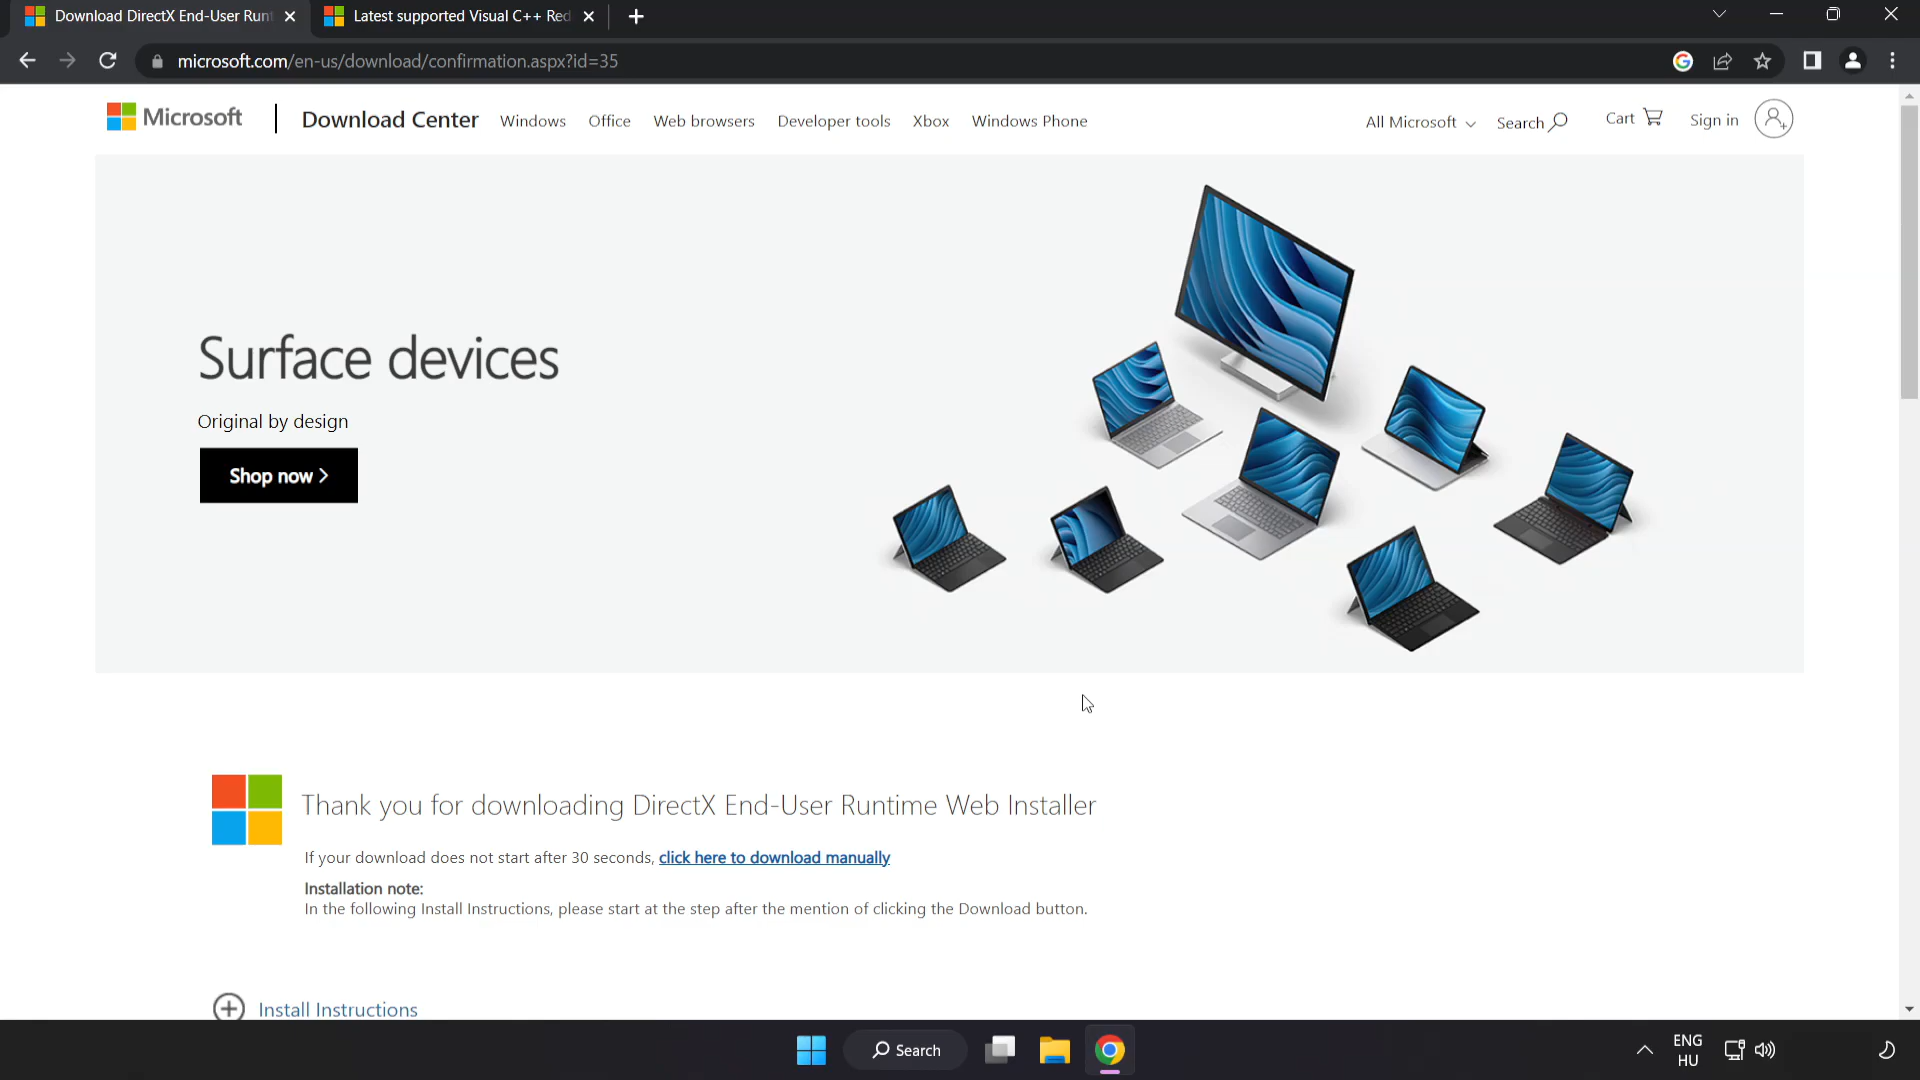 Download DirectX End-User Runt
Latest supported Visual C++ Red
microsoft.com/en-us/download/confirmation.aspx?id=35
Microsoft
Download Center
Windows
Office
Web browsers
Developer tools
Xbox
Windows Phone
All Microsoft
Search
Cart
Sign in
Surface devices
Original by design
Shop now >
Thank you for downloading DirectX End-User Runtime Web Installer
If your download does not start after 30 seconds, click here to download manually
Installation note:
In the following Install Instructions, please start at the step after the mention of clicking the Download button.
Install Instructions
Search
ENG
HU